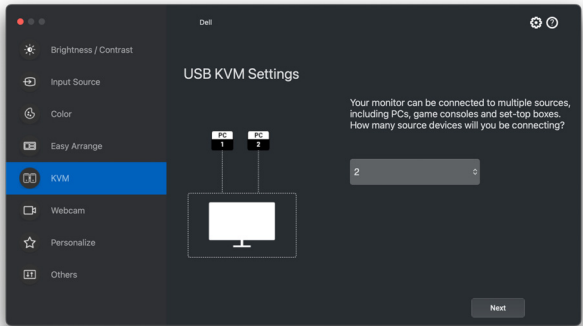 Dell
Brightness / Contrast
Input Source
Color
Easy Arrange
KVM
Webcam
Personalize
Others
USB KVM Settings
PC
1
PC
2
Your monitor can be connected to multiple sources,
including PCs, game consoles and set-top boxes.
How many source devices will you be connecting?
2
Next